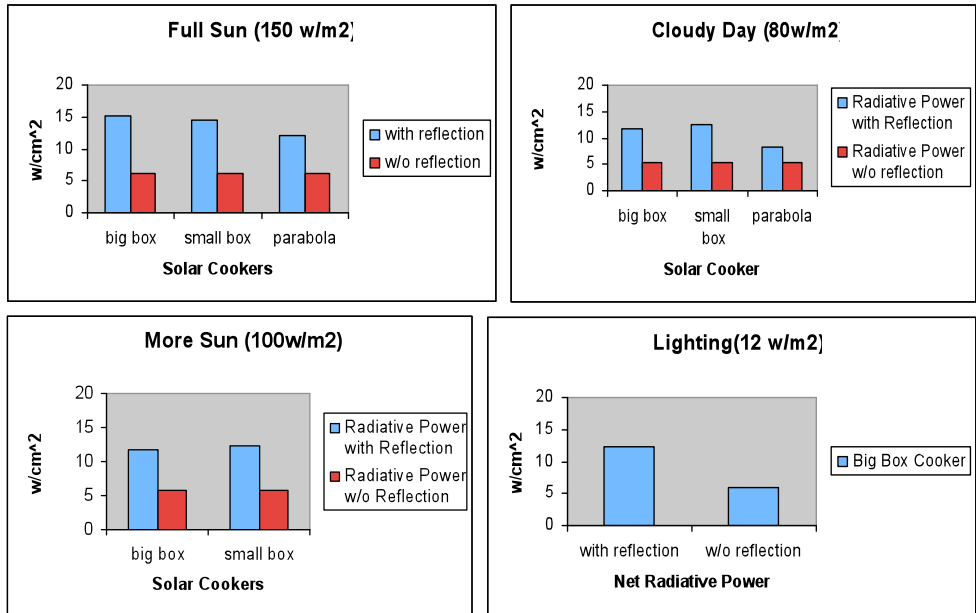 Full Sun (150 w/m2)
w/cm^2
20
15
10
5
0
big box small box parabola
Solar Cookers
with reflection
w/o reflection
Cloudy Day (80w/m2)
w/cm^2
20
15
10
5
0
big box small parabola
box
Solar Cooker
Radiative Power
with Reflection
Radiative Power
w/o reflection
More Sun (100w/m2)
w/cm^2
20
15
10
5
0
big box small box
Solar Cookers
Radiative Power
with Reflection
Radiative Power
w/o Reflection
Lighting(12 w/m2)
w/cm^2
20
15
10
5
0
with reflection w/o reflection
Net Radiative Power
Big Box Cooker